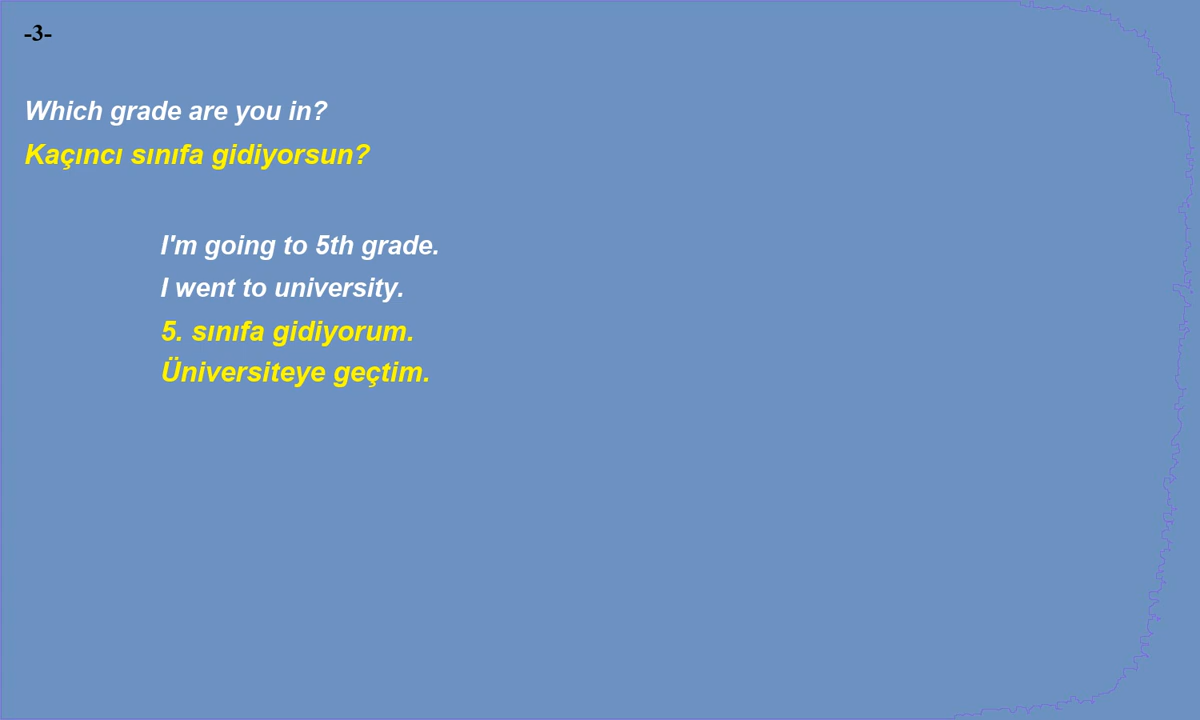 -3-
Which grade are you in?
Kaçıncı sınıfa gidiyorsun?
I'm going to 5th grade.
I went to university.
5. sınıfa gidiyorum.
Üniversiteye geçtim.